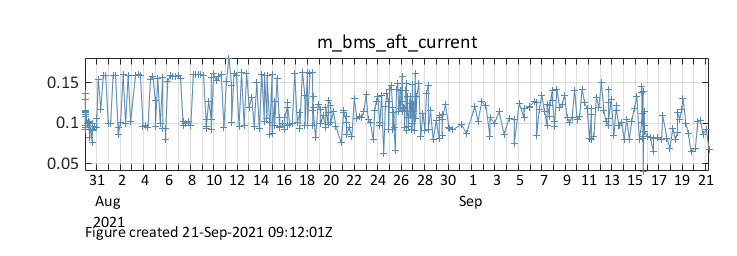 m_bms_aft_current
0.15
0.1
0.05
31 2 4 6 8 10 12 14 16 18 20 22 24 26 28 30 1 3 5 7 9 11 13 15 17 19 21
Aug Sep
2021
Figure created 21-Sep-2021 09:12:01Z